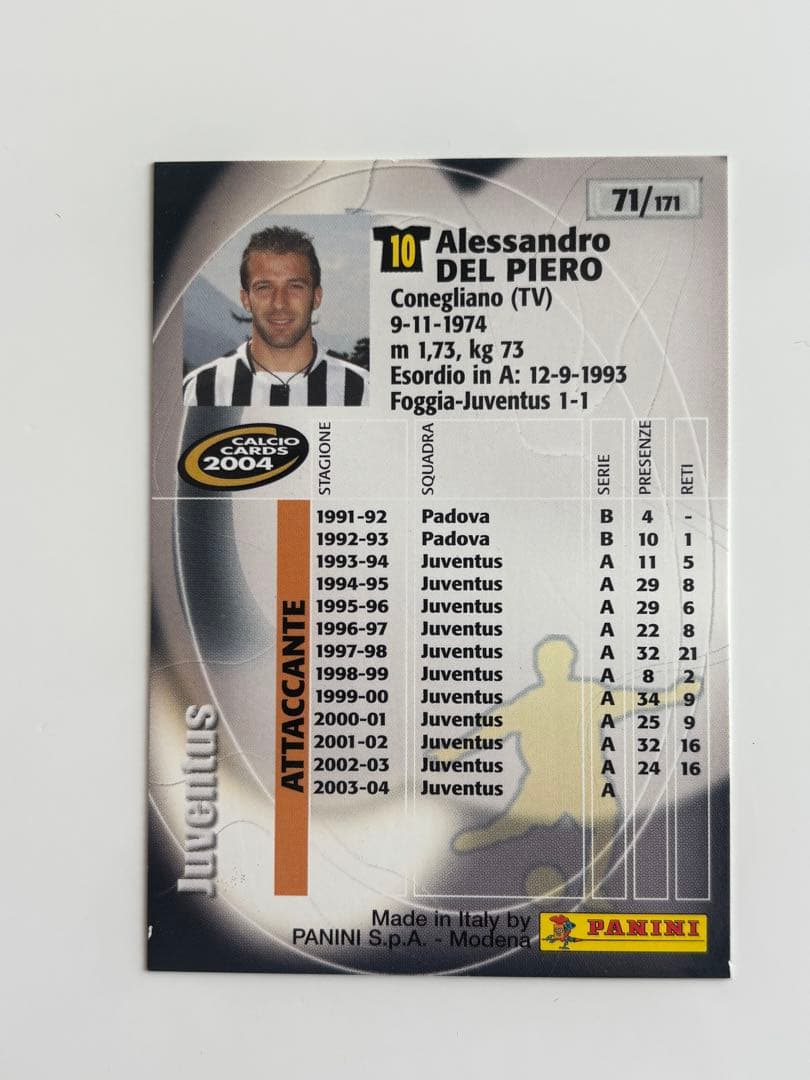 71/171
10 Alessandro
DEL PIERO
Conegliano (TV)
9-11-1974
m 1,73, kg 73
Esordio in A: 12-9-1993
Foggia-Juventus 1-1
CALCIO
CARDS
2004
STAGIONE SQUADRA SERIE PRESENZE RETI
1991-92 Padova B 4 -
1992-93 Padova B 10 1
1993-94 Juventus A 11 5
1994-95 Juventus A 29 8
1995-96 Juventus A 29 6
1996-97 Juventus A 22 8
1997-98 Juventus A 32 21
1998-99 Juventus A 8 2
1999-00 Juventus A 34 9
2000-01 Juventus A 25 9
2001-02 Juventus A 32 16
2002-03 Juventus A 24 16
2003-04 Juventus A
ATTACCANTE
Juventus
Made in Italy by
PANINI S.p.A. - Modena
PANINI